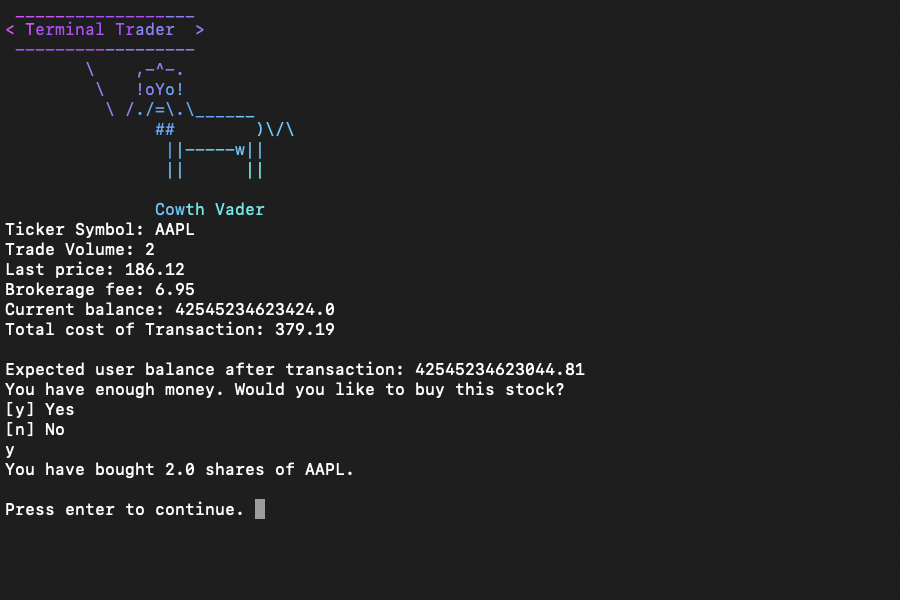 __________________
< Terminal Trader  >
 ------------------
        \    ,-^-.
         \   !oYo!
          \ /./=\.\______
               ##        )\/\
                ||-----w||
                ||      ||

               Cowth Vader
Ticker Symbol: AAPL
Trade Volume: 2
Last price: 186.12
Brokerage fee: 6.95
Current balance: 42545234623424.0
Total cost of Transaction: 379.19

Expected user balance after transaction: 42545234623044.81
You have enough money. Would you like to buy this stock?
[y] Yes
[n] No
y
You have bought 2.0 shares of AAPL.

Press enter to continue.